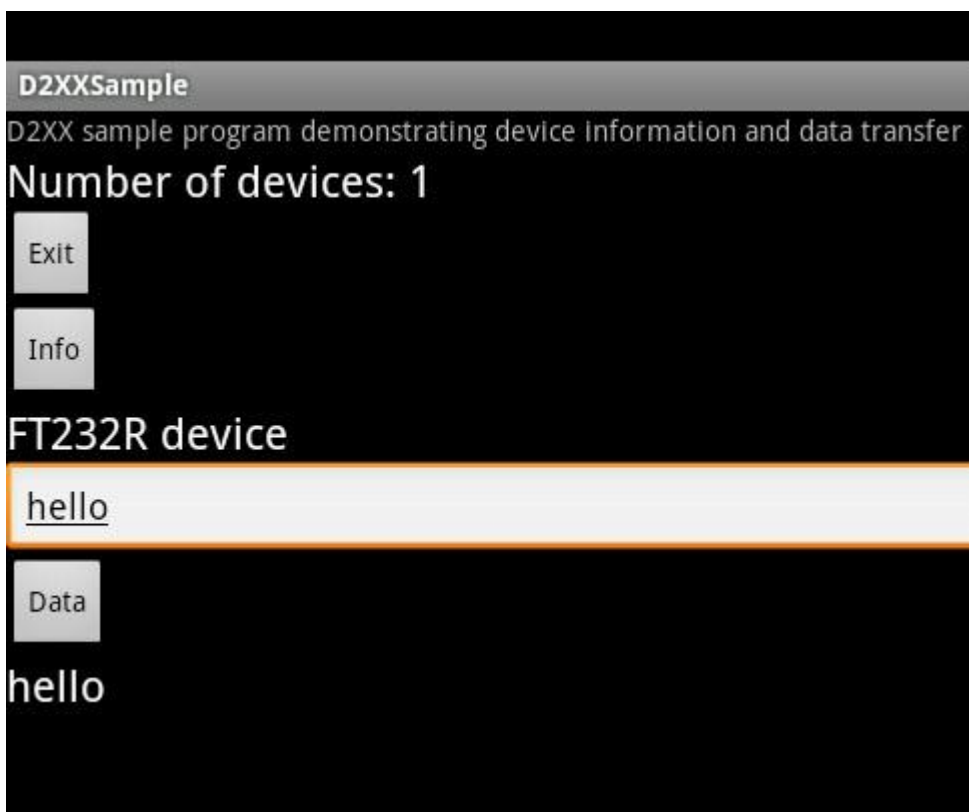 D2XXSample
D2XX sample program demonstrating device information and data transfer
Number of devices: 1
Exit
Info
FT232R device
hello
Data
hello